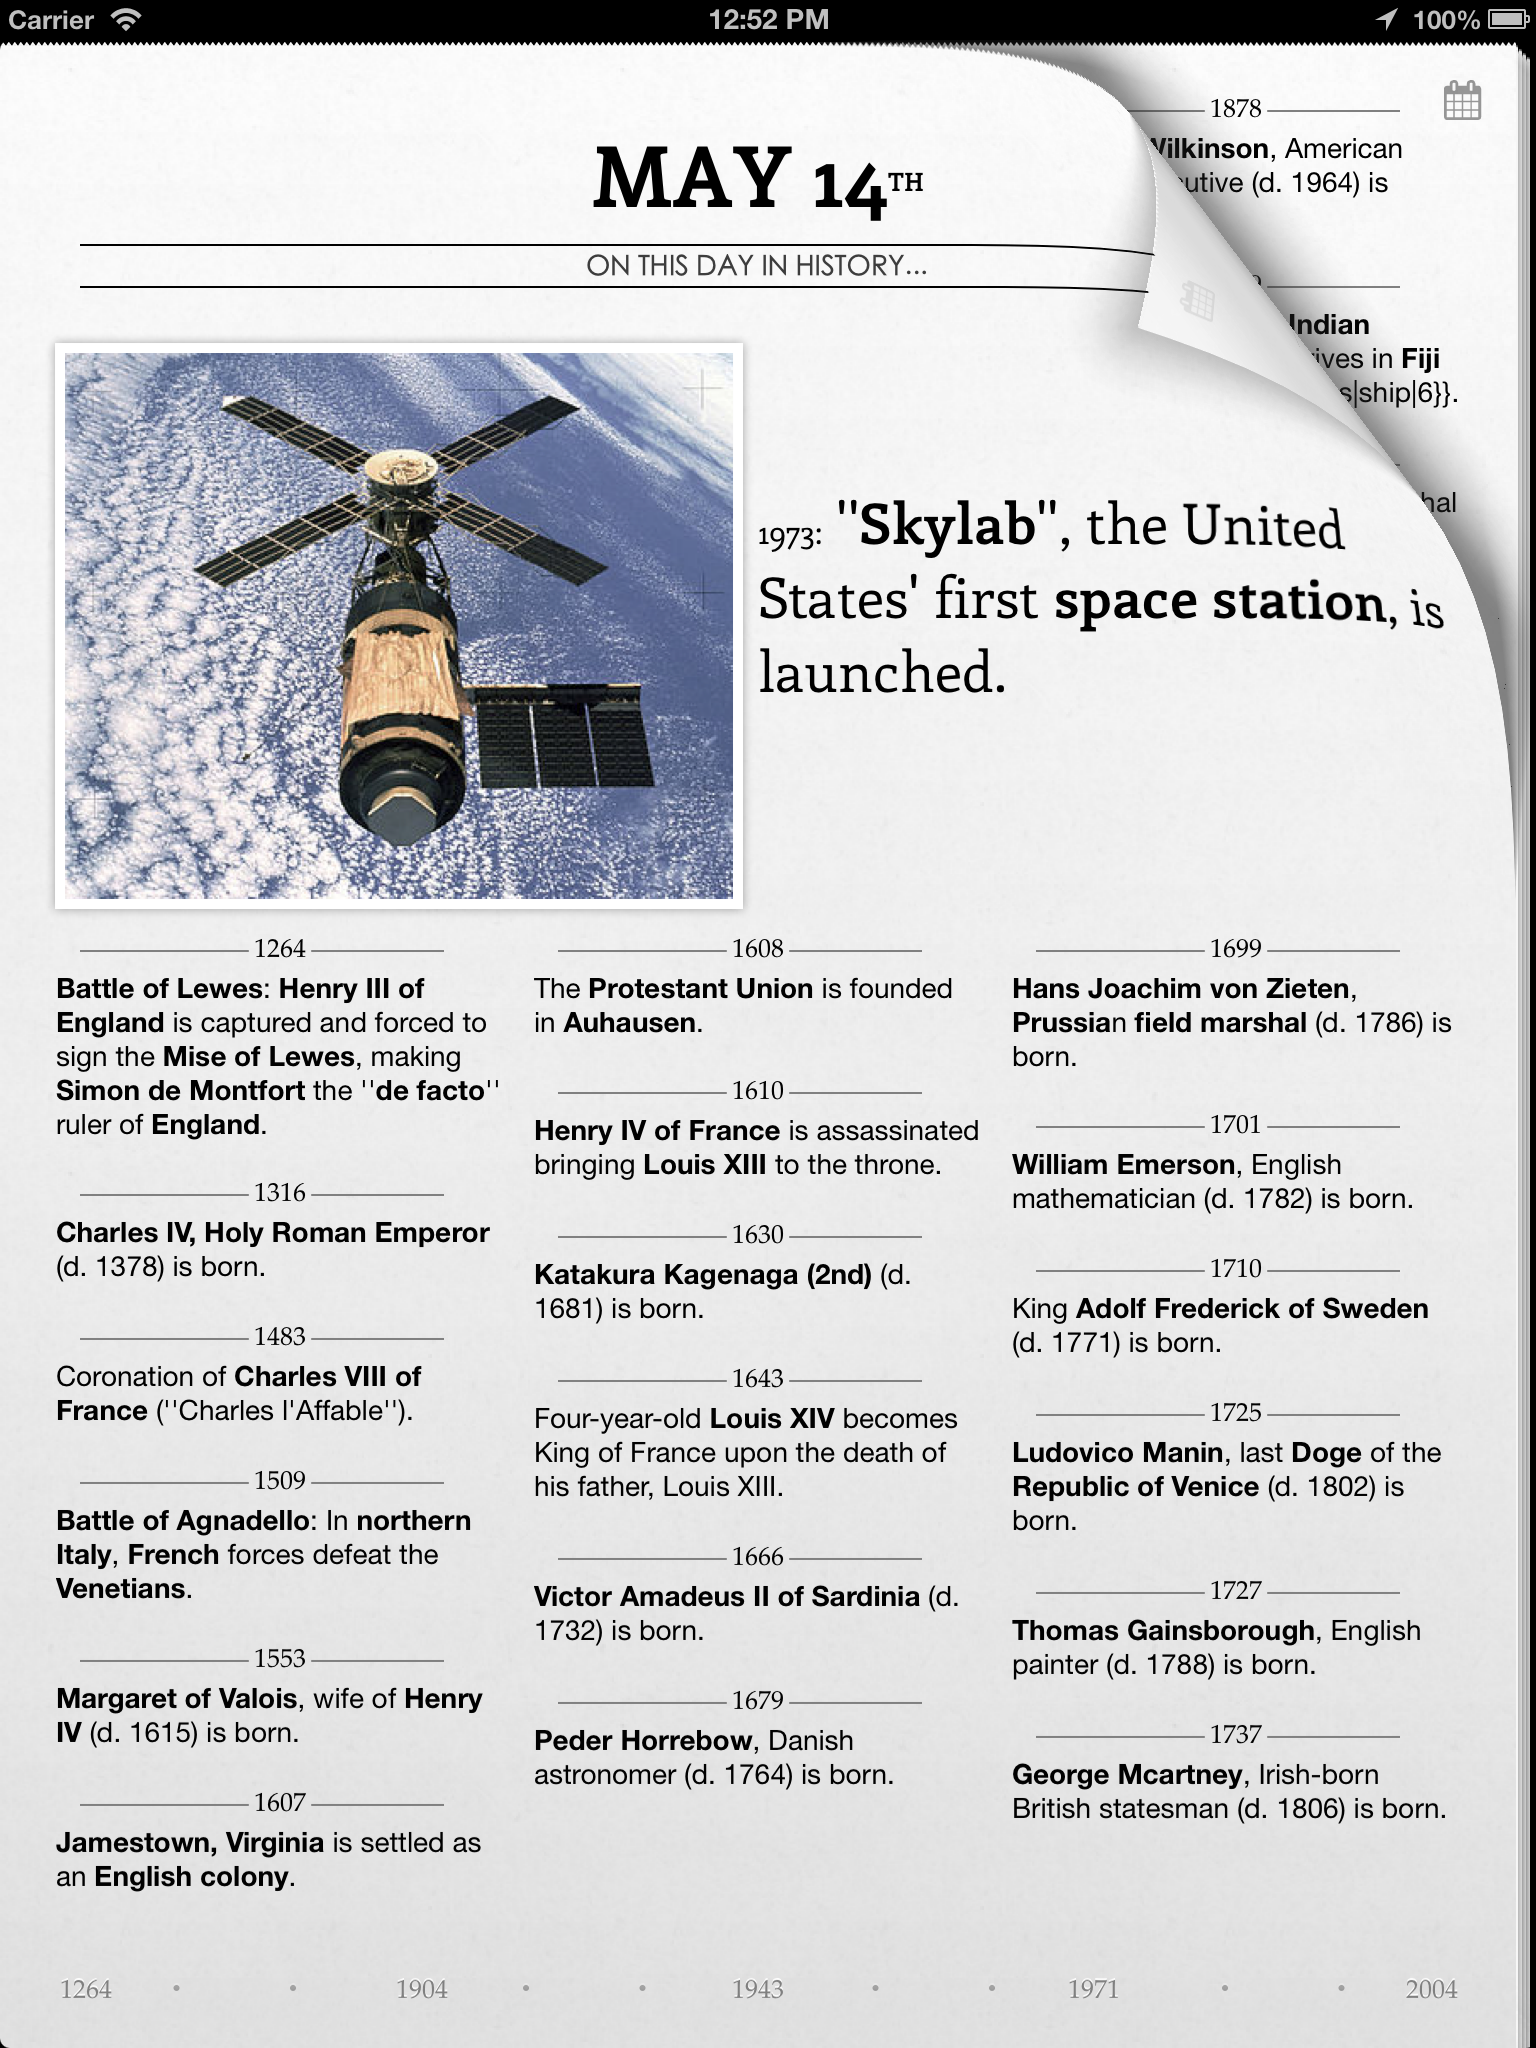 Carrier 12:52 PM 100%
MAY 14TH
ON THIS DAY IN HISTORY...
1973: "Skylab", the United
States' first space station, is
launched.
1264
Battle of Lewes: Henry III of
England is captured and forced to
sign the Mise of Lewes, making
Simon de Montfort the ''de facto''
ruler of England.
1316
Charles IV, Holy Roman Emperor
(d. 1378) is born.
1483
Coronation of Charles VIII of
France (''Charles l'Affable'').
1509
Battle of Agnadello: In northern
Italy, French forces defeat the
Venetians.
1553
Margaret of Valois, wife of Henry
IV (d. 1615) is born.
1607
Jamestown, Virginia is settled as
an English colony.
1608
The Protestant Union is founded
in Auhausen.
1610
Henry IV of France is assassinated
bringing Louis XIII to the throne.
1630
Katakura Kagenaga (2nd) (d.
1681) is born.
1643
Four-year-old Louis XIV becomes
King of France upon the death of
his father, Louis XIII.
1666
Victor Amadeus II of Sardinia (d.
1732) is born.
1679
Peder Horrebow, Danish
astronomer (d. 1764) is born.
1699
Hans Joachim von Zieten,
Prussian field marshal (d. 1786) is
born.
1701
William Emerson, English
mathematician (d. 1782) is born.
1710
King Adolf Frederick of Sweden
(d. 1771) is born.
1725
Ludovico Manin, last Doge of the
Republic of Venice (d. 1802) is
born.
1727
Thomas Gainsborough, English
painter (d. 1788) is born.
1737
George Mcartney, Irish-born
British statesman (d. 1806) is born.
1878
Wilkinson, American
(d. 1964) is
Indian
in Fiji
|ship|6}}.
1264 1904 1943 1971 2004